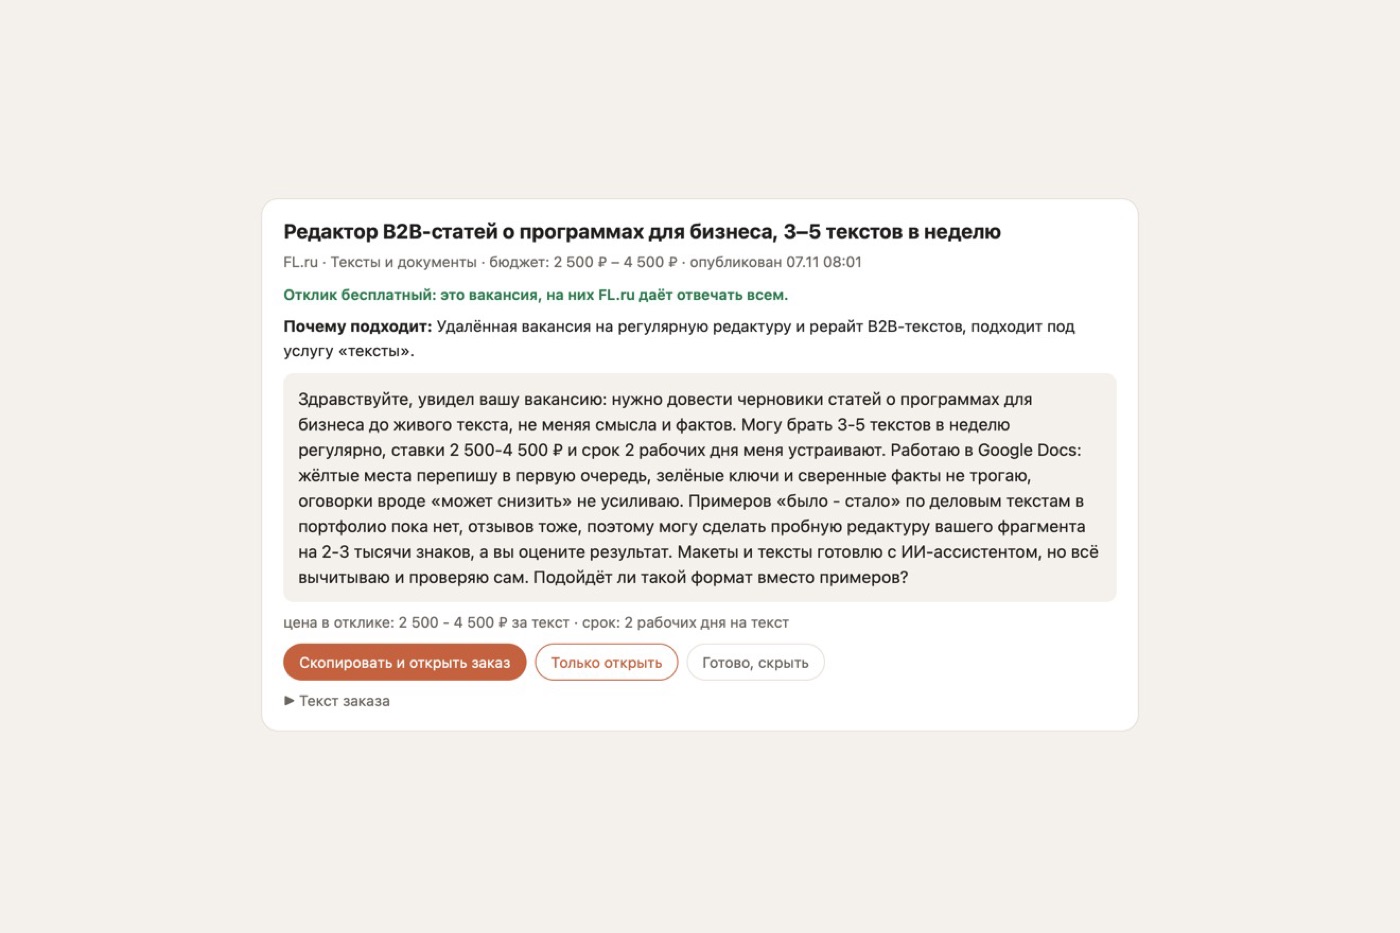 Редактор B2B-статей о программах для бизнеса, 3–5 текстов в неделю
FL.ru · Тексты и документы · бюджет: 2 500 ₽ – 4 500 ₽ · опубликован 07.11 08:01
Отклик бесплатный: это вакансия, на них FL.ru даёт отвечать всем.
Почему подходит: Удалённая вакансия на регулярную редактуру и рерайт B2B-текстов, подходит под
услугу «тексты».
Здравствуйте, увидел вашу вакансию: нужно довести черновики статей о программах для
бизнеса до живого текста, не меняя смысла и фактов. Могу брать 3-5 текстов в неделю
регулярно, ставки 2 500-4 500 ₽ и срок 2 рабочих дня меня устраивают. Работаю в Google Docs:
жёлтые места перепишу в первую очередь, зелёные ключи и сверенные факты не трогаю,
оговорки вроде «может снизить» не усиливаю. Примеров «было - стало» по деловым текстам в
портфолио пока нет, отзывов тоже, поэтому могу сделать пробную редактуру вашего фрагмента
на 2-3 тысячи знаков, а вы оцените результат. Макеты и тексты готовлю с ИИ-ассистентом, но всё
вычитываю и проверяю сам. Подойдёт ли такой формат вместо примеров?
цена в отклике: 2 500 - 4 500 ₽ за текст · срок: 2 рабочих дня на текст
Скопировать и открыть заказ Только открыть Готово, скрыть
▶ Текст заказа